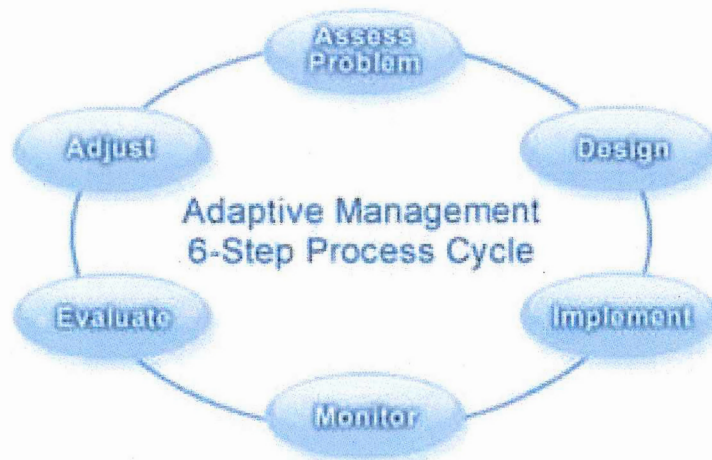 Assess
Problem
Design
Implement
Monitor
Evaluate
Adjust
Adaptive Management
6-Step Process Cycle